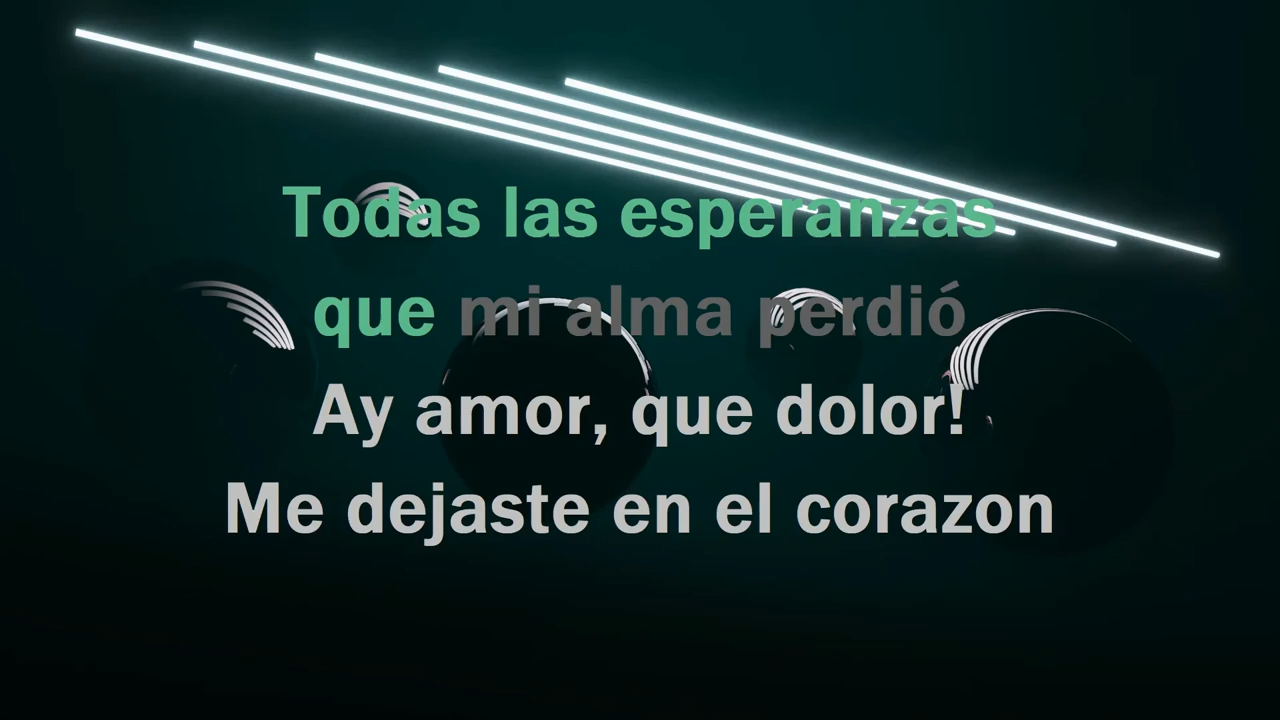 Todas las esperanzas
que mi alma perdió
Ay amor, que dolor!
Me dejaste en el corazon